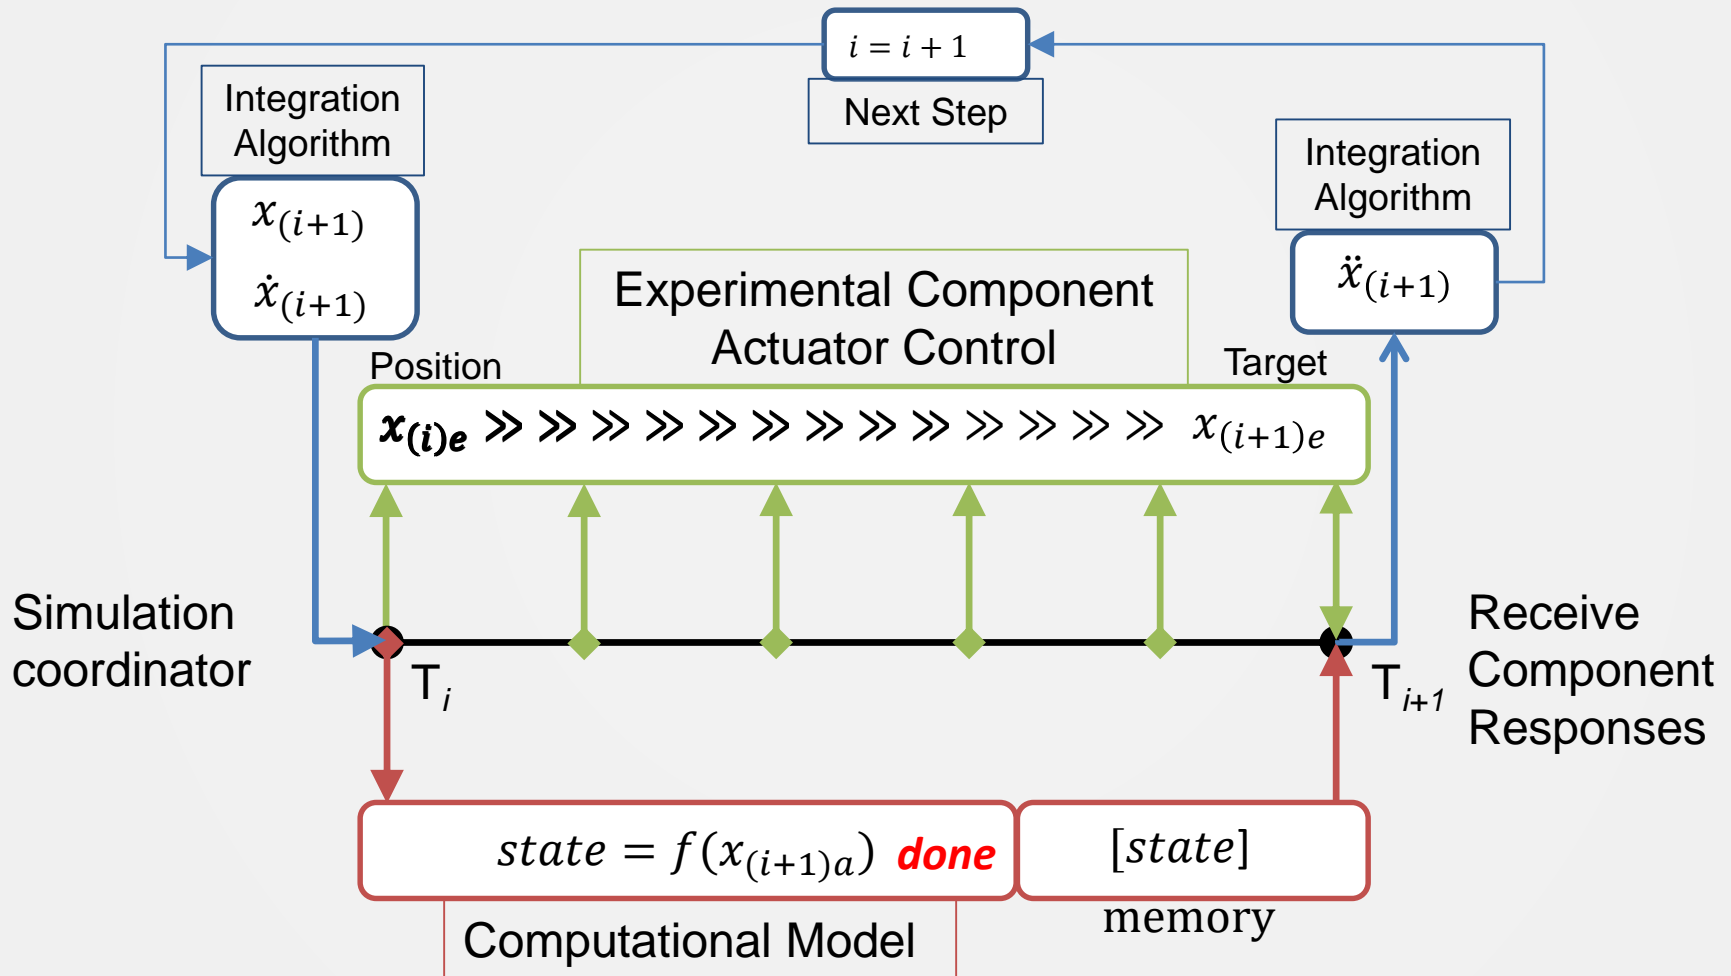 i = i + 1
Next Step
Integration
Algorithm
x₍ᵢ₊₁₎
ẋ₍ᵢ₊₁₎
Integration
Algorithm
ẍ₍ᵢ₊₁₎
Experimental Component
Actuator Control
Position
Target
x₍ᵢ₎ₑ ≫ ≫ ≫ ≫ ≫ ≫ ≫ ≫ ≫ ≫ ≫ ≫ ≫ x₍ᵢ₊₁₎ₑ
Simulation
coordinator
Tᵢ
Tᵢ₊₁
Receive
Component
Responses
state = f(x₍ᵢ₊₁₎ₐ) done
[state]
memory
Computational Model